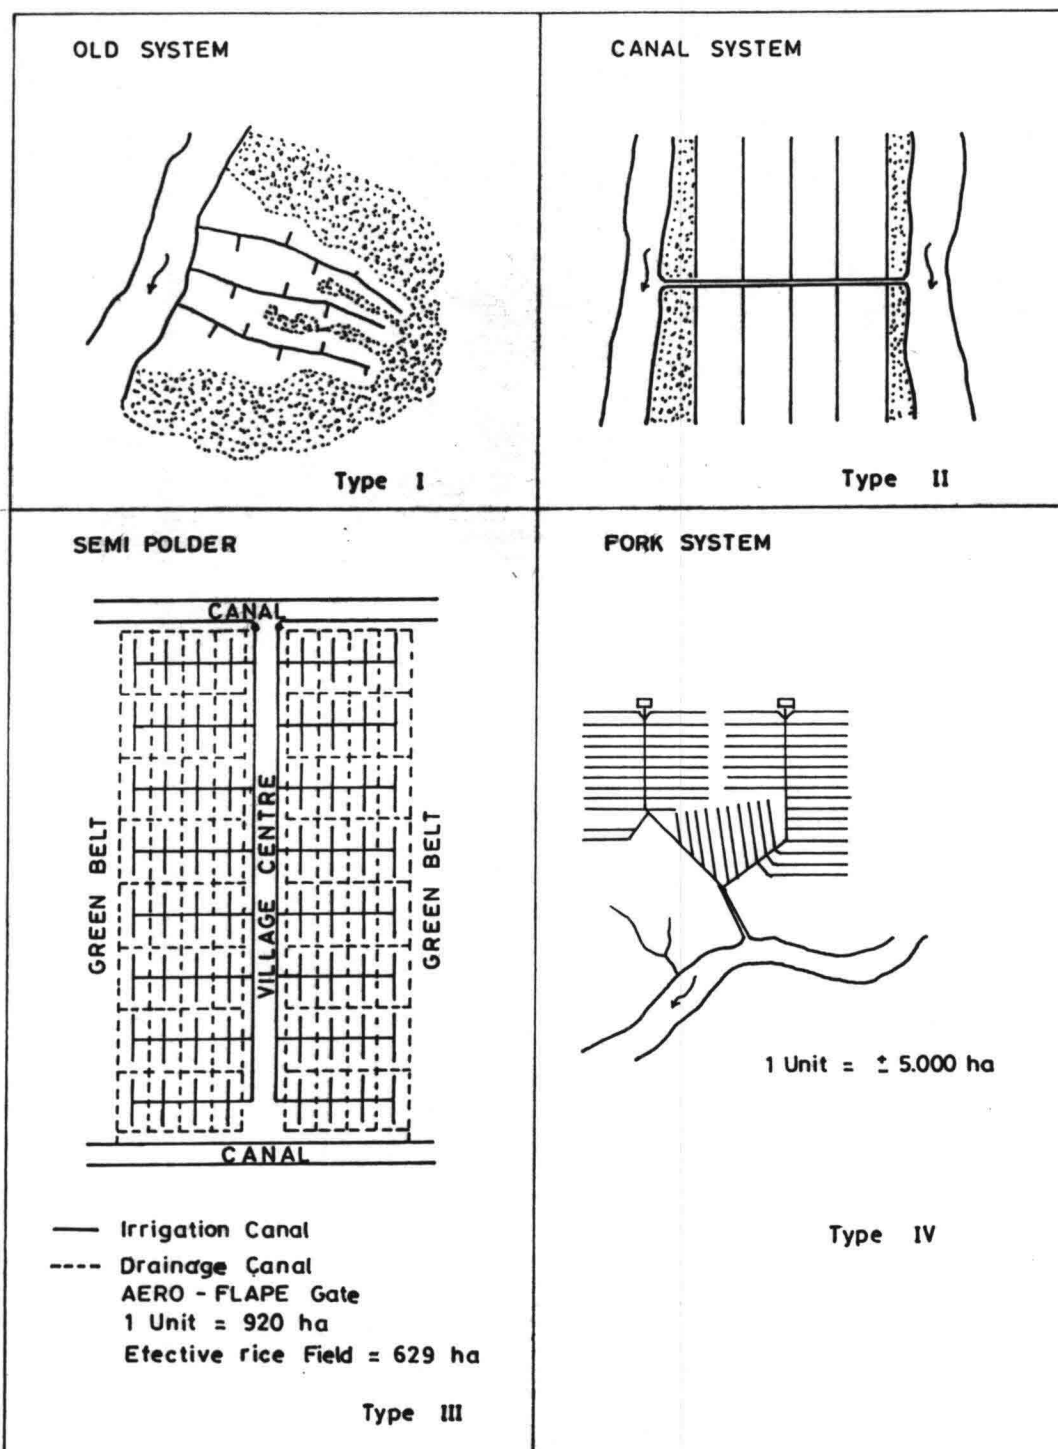 OLD SYSTEM
Type I
CANAL SYSTEM
Type II
SEMI POLDER
CANAL
GREEN BELT
VILLAGE CENTRE
GREEN BELT
CANAL
Irrigation Canal
Drainage Canal
AERO - FLAPE Gate
1 Unit = 920 ha
Efective rice Field = 629 ha
Type III
FORK SYSTEM
1 Unit = ± 5.000 ha
Type IV